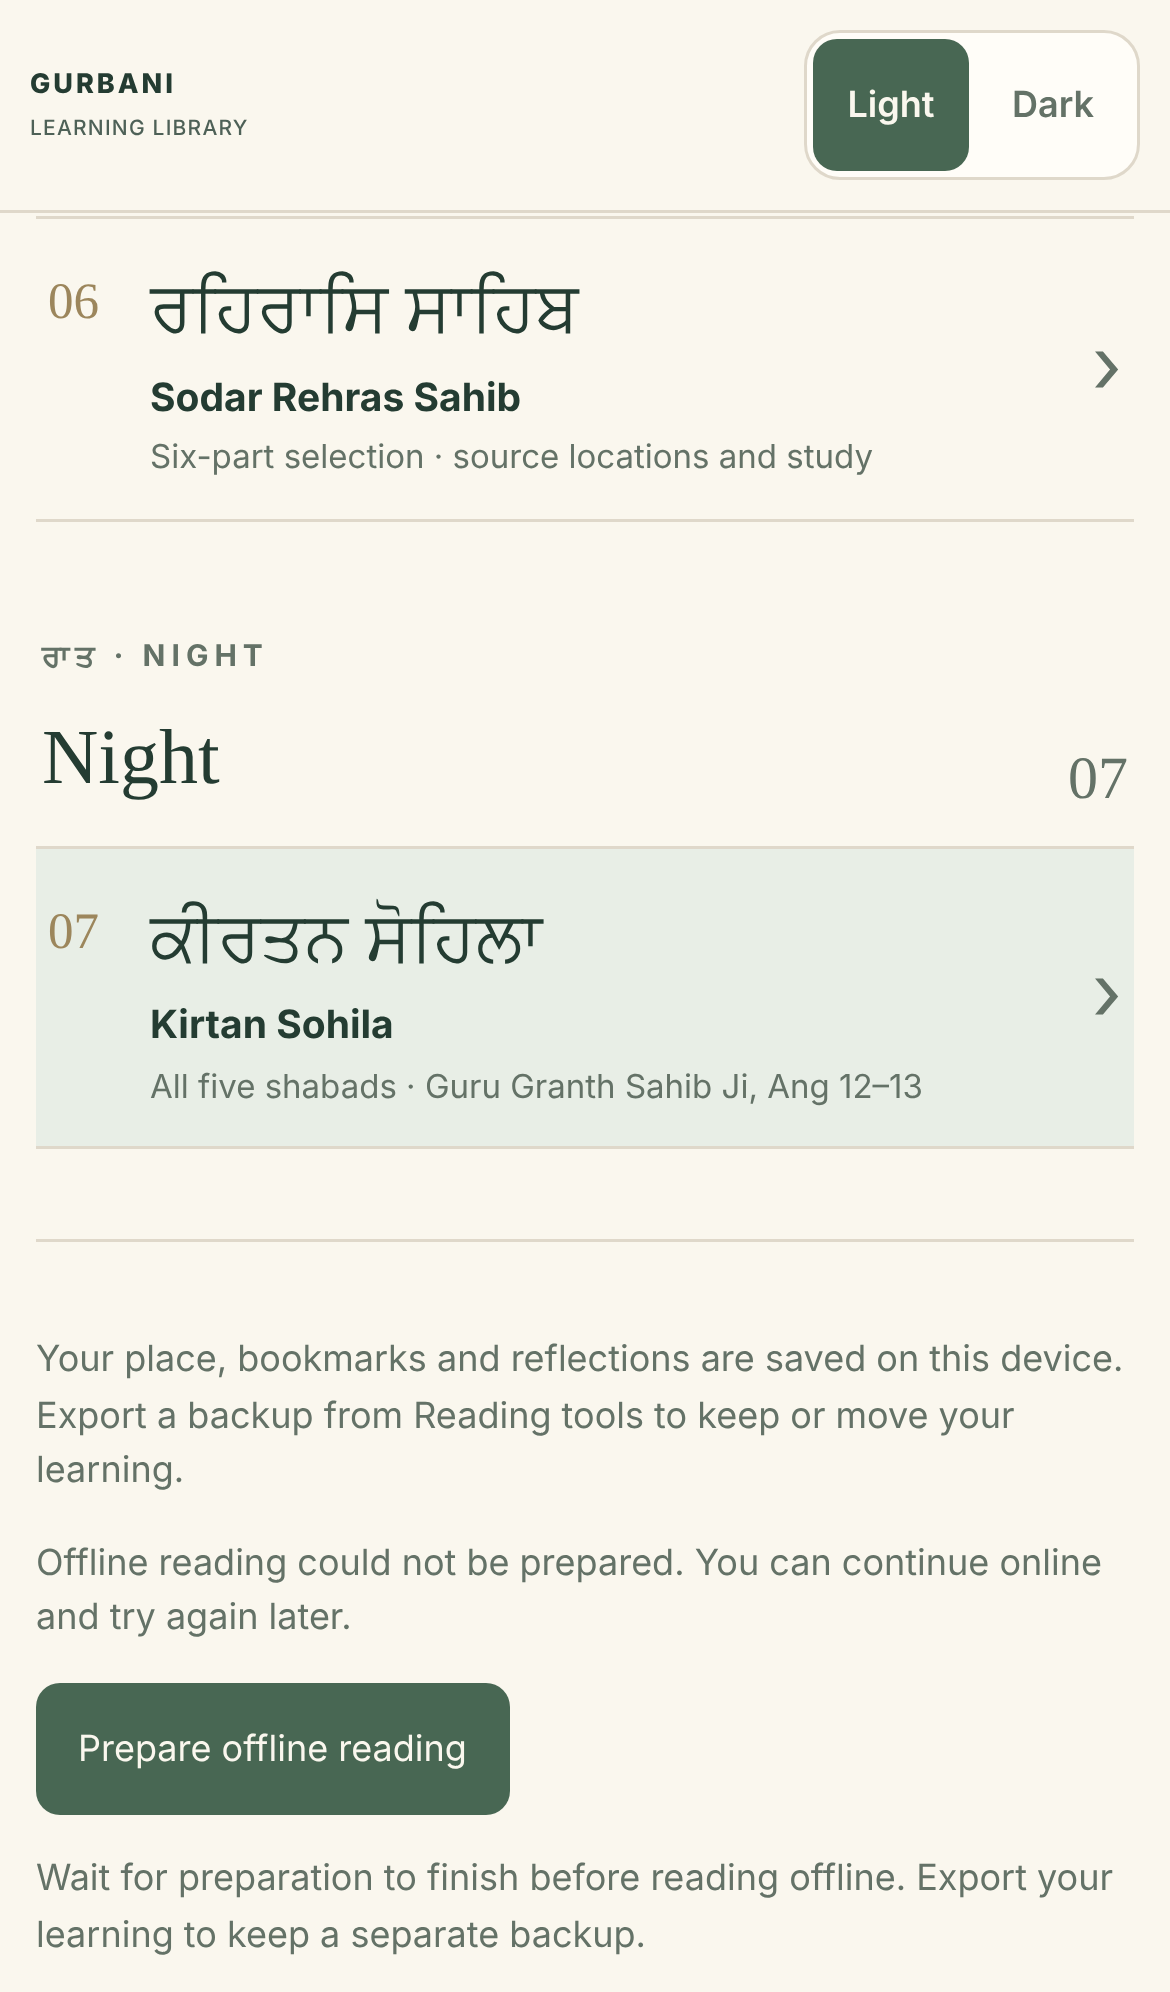 GURBANI
LEARNING LIBRARY
Light
Dark
06
ਰਹਿਰਾਸਿ ਸਾਹਿਬ
Sodar Rehras Sahib
Six-part selection · source locations and study
›
ਰਾਤ · NIGHT
Night
07
07
ਕੀਰਤਨ ਸੋਹਿਲਾ
Kirtan Sohila
All five shabads · Guru Granth Sahib Ji, Ang 12–13
›
Your place, bookmarks and reflections are saved on this device.
Export a backup from Reading tools to keep or move your
learning.
Offline reading could not be prepared. You can continue online
and try again later.
Prepare offline reading
Wait for preparation to finish before reading offline. Export your
learning to keep a separate backup.